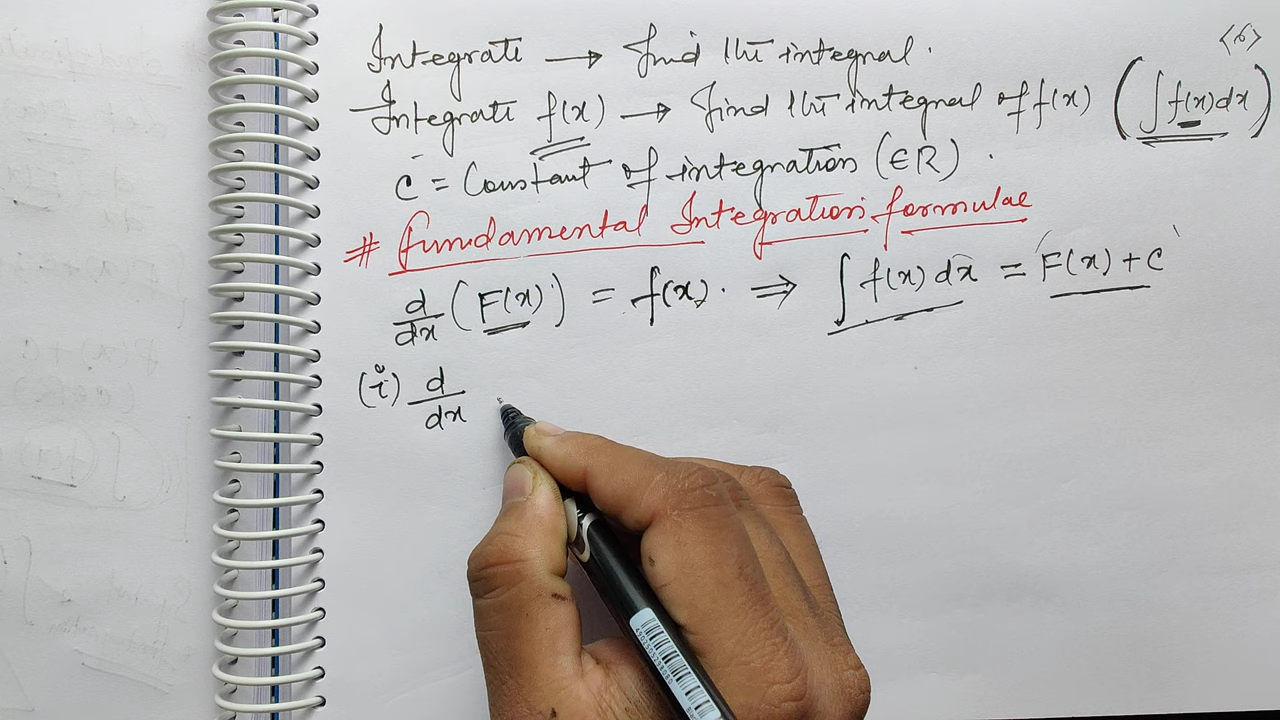 <6>
Integrate → find the integral.
Integrate f(x) → find the integral of f(x) (∫f(x)dx)
c = Constant of integration (∈R).
# fundamental Integration formulae
d/dx (F(x)) = f(x). ⇒ ∫ f(x) dx = F(x) + c
(i) d/dx